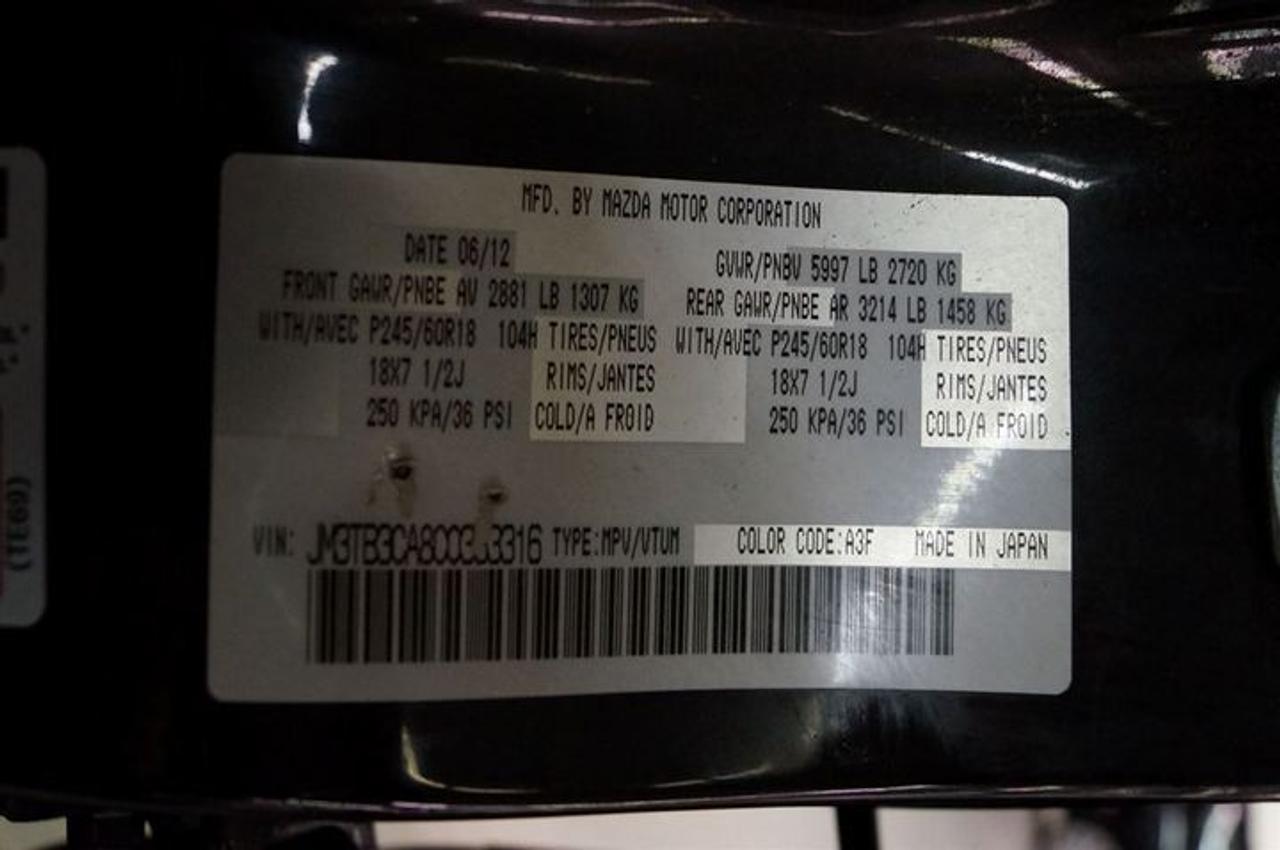 MFD. BY MAZDA MOTOR CORPORATION
DATE 06/12 GVWR/PNBV 5997 LB 2720 KG
FRONT GAWR/PNBE AV 2881 LB 1307 KG REAR GAWR/PNBE AR 3214 LB 1458 KG
WITH/AVEC P245/60R18 104H TIRES/PNEUS WITH/AVEC P245/60R18 104H TIRES/PNEUS
18X7 1/2J RIMS/JANTES 18X7 1/2J RIMS/JANTES
250 KPA/36 PSI COLD/A FROID 250 KPA/36 PSI COLD/A FROID
VIN: TYPE:MPV/VTUM COLOR CODE:A3F MADE IN JAPAN
(TE69)